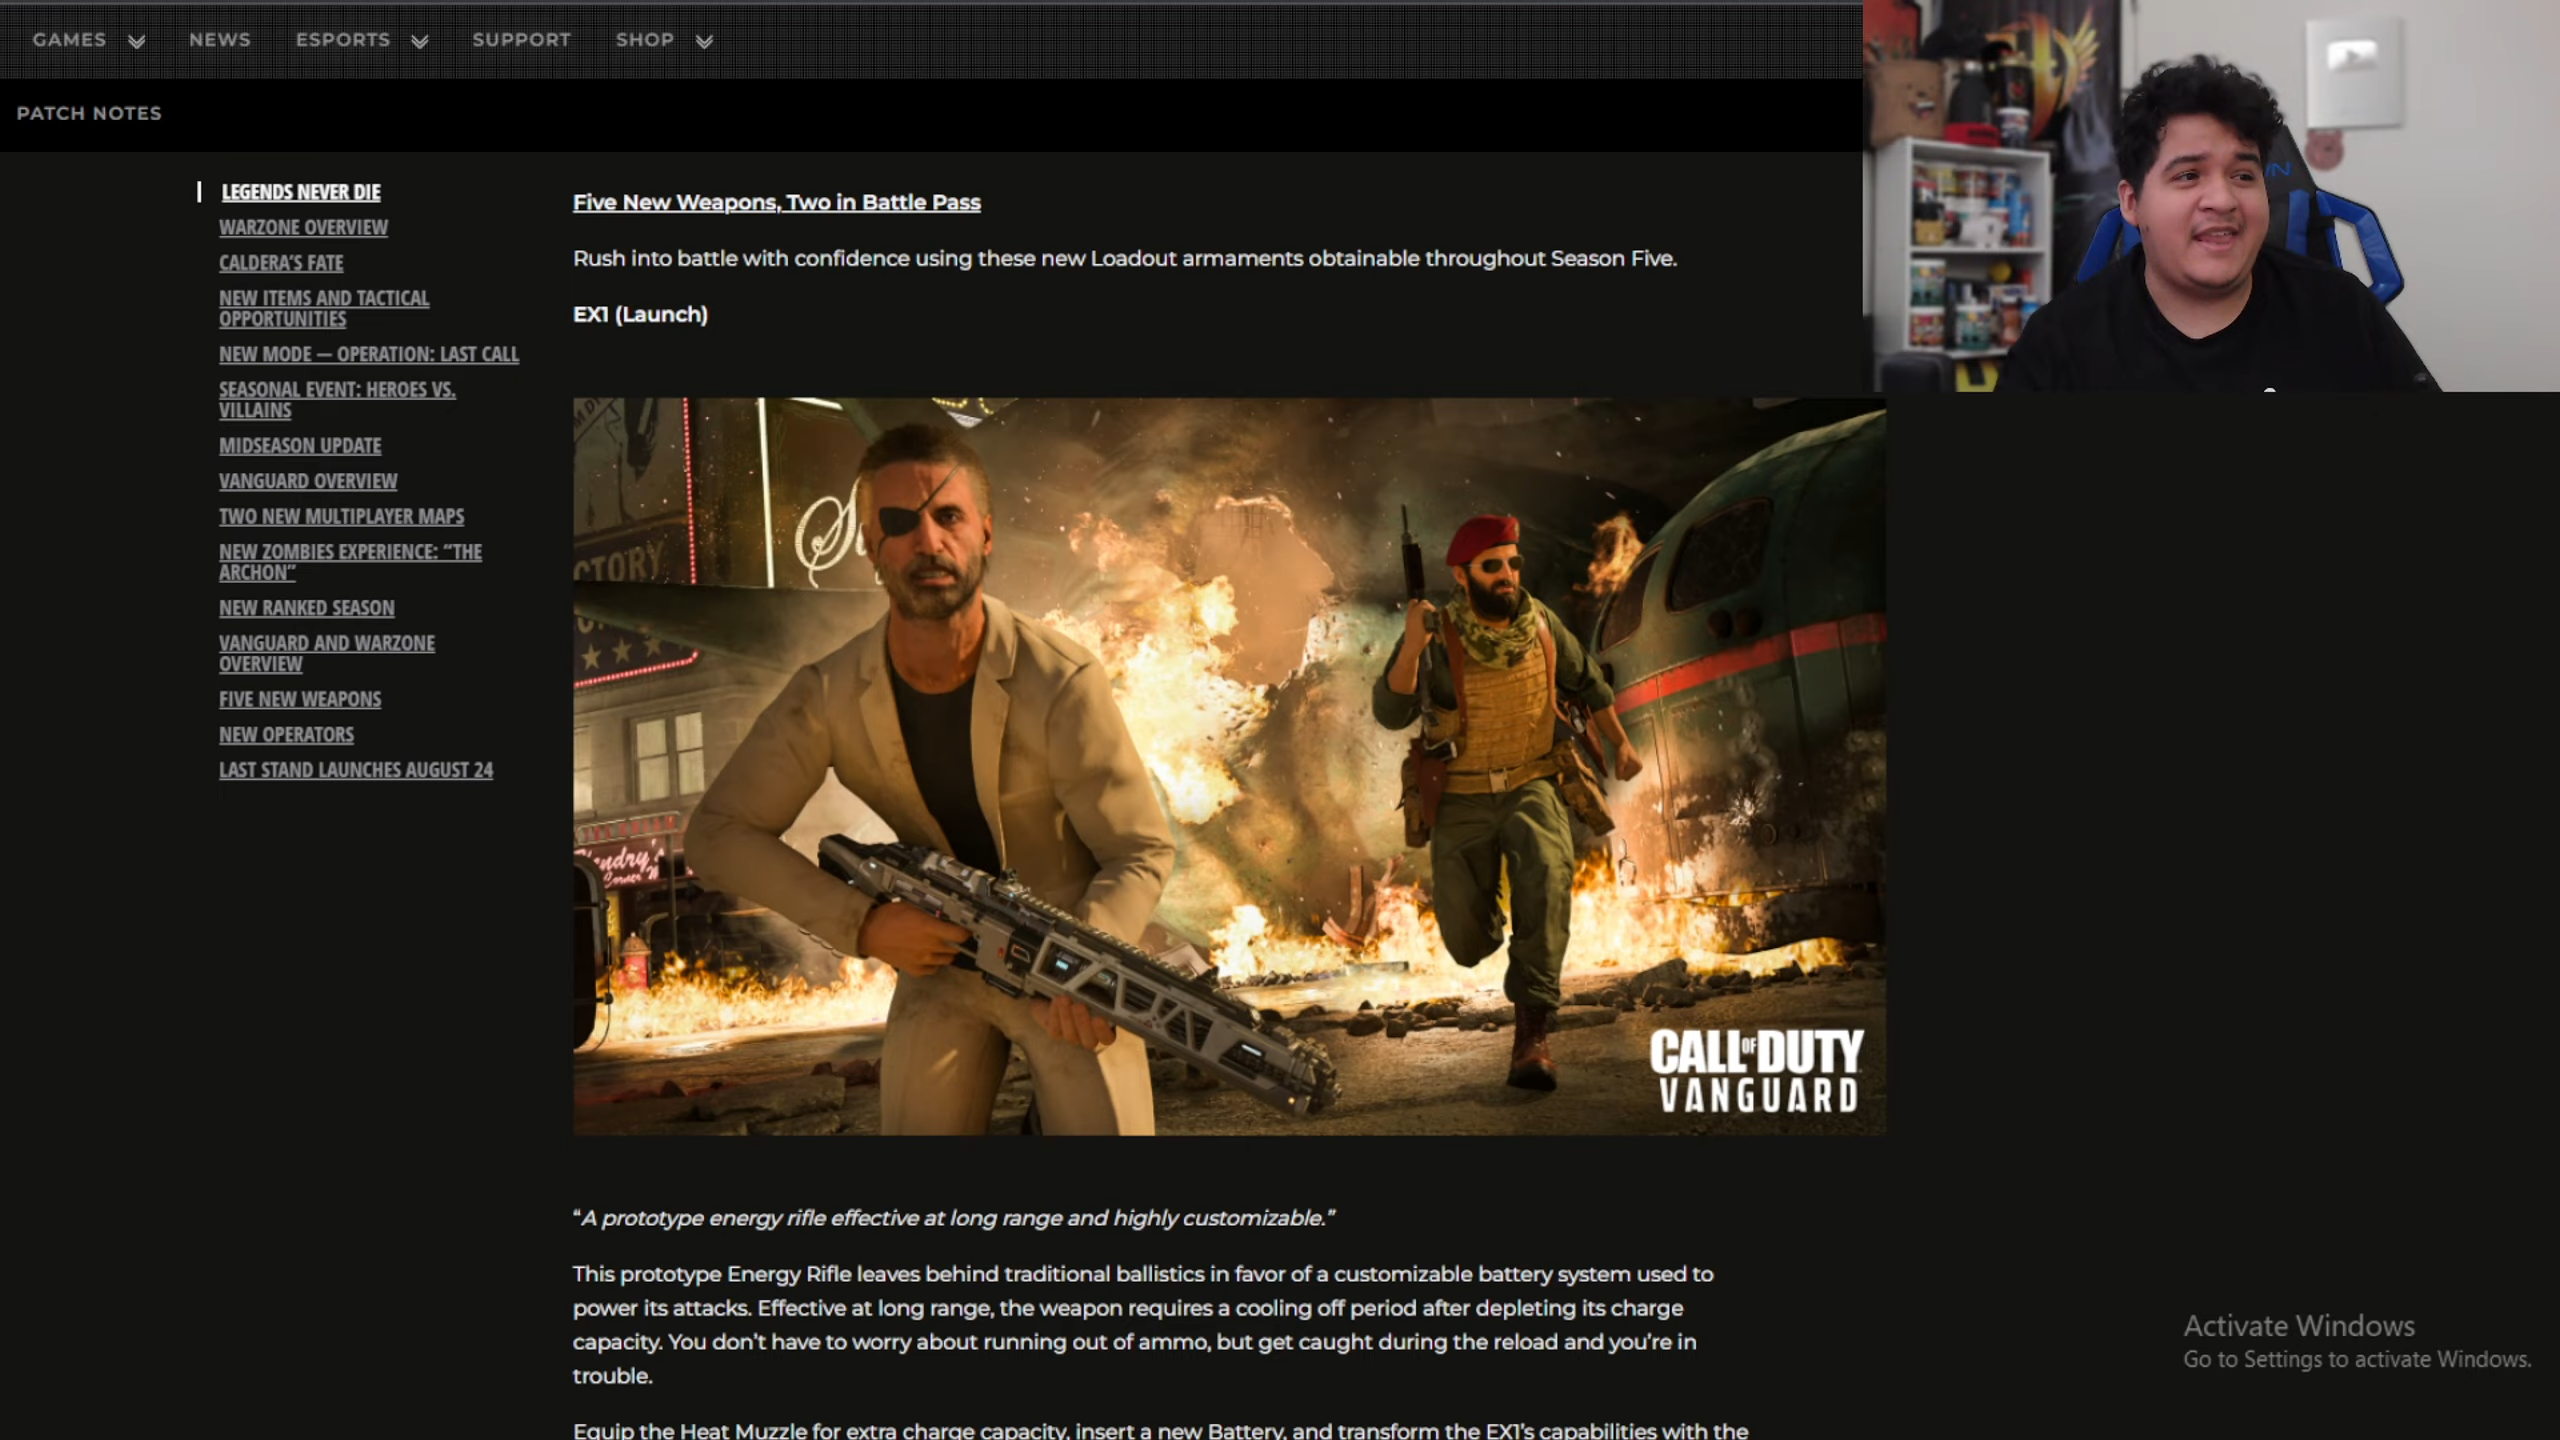 GAMES NEWS ESPORTS SUPPORT SHOP
PATCH NOTES
LEGENDS NEVER DIE
WARZONE OVERVIEW
CALDERA'S FATE
NEW ITEMS AND TACTICAL
OPPORTUNITIES
NEW MODE — OPERATION: LAST CALL
SEASONAL EVENT: HEROES VS.
VILLAINS
MIDSEASON UPDATE
VANGUARD OVERVIEW
TWO NEW MULTIPLAYER MAPS
NEW ZOMBIES EXPERIENCE: “THE
ARCHON”
NEW RANKED SEASON
VANGUARD AND WARZONE
OVERVIEW
FIVE NEW WEAPONS
NEW OPERATORS
LAST STAND LAUNCHES AUGUST 24
Five New Weapons, Two in Battle Pass
Rush into battle with confidence using these new Loadout armaments obtainable throughout Season Five.
EX1 (Launch)
CALL OF DUTY
VANGUARD
“A prototype energy rifle effective at long range and highly customizable.”
This prototype Energy Rifle leaves behind traditional ballistics in favor of a customizable battery system used to
power its attacks. Effective at long range, the weapon requires a cooling off period after depleting its charge
capacity. You don’t have to worry about running out of ammo, but get caught during the reload and you’re in
trouble.
Equip the Heat Muzzle for extra charge capacity, insert a new Battery, and transform the EX1’s capabilities with the
Activate Windows
Go to Settings to activate Windows.